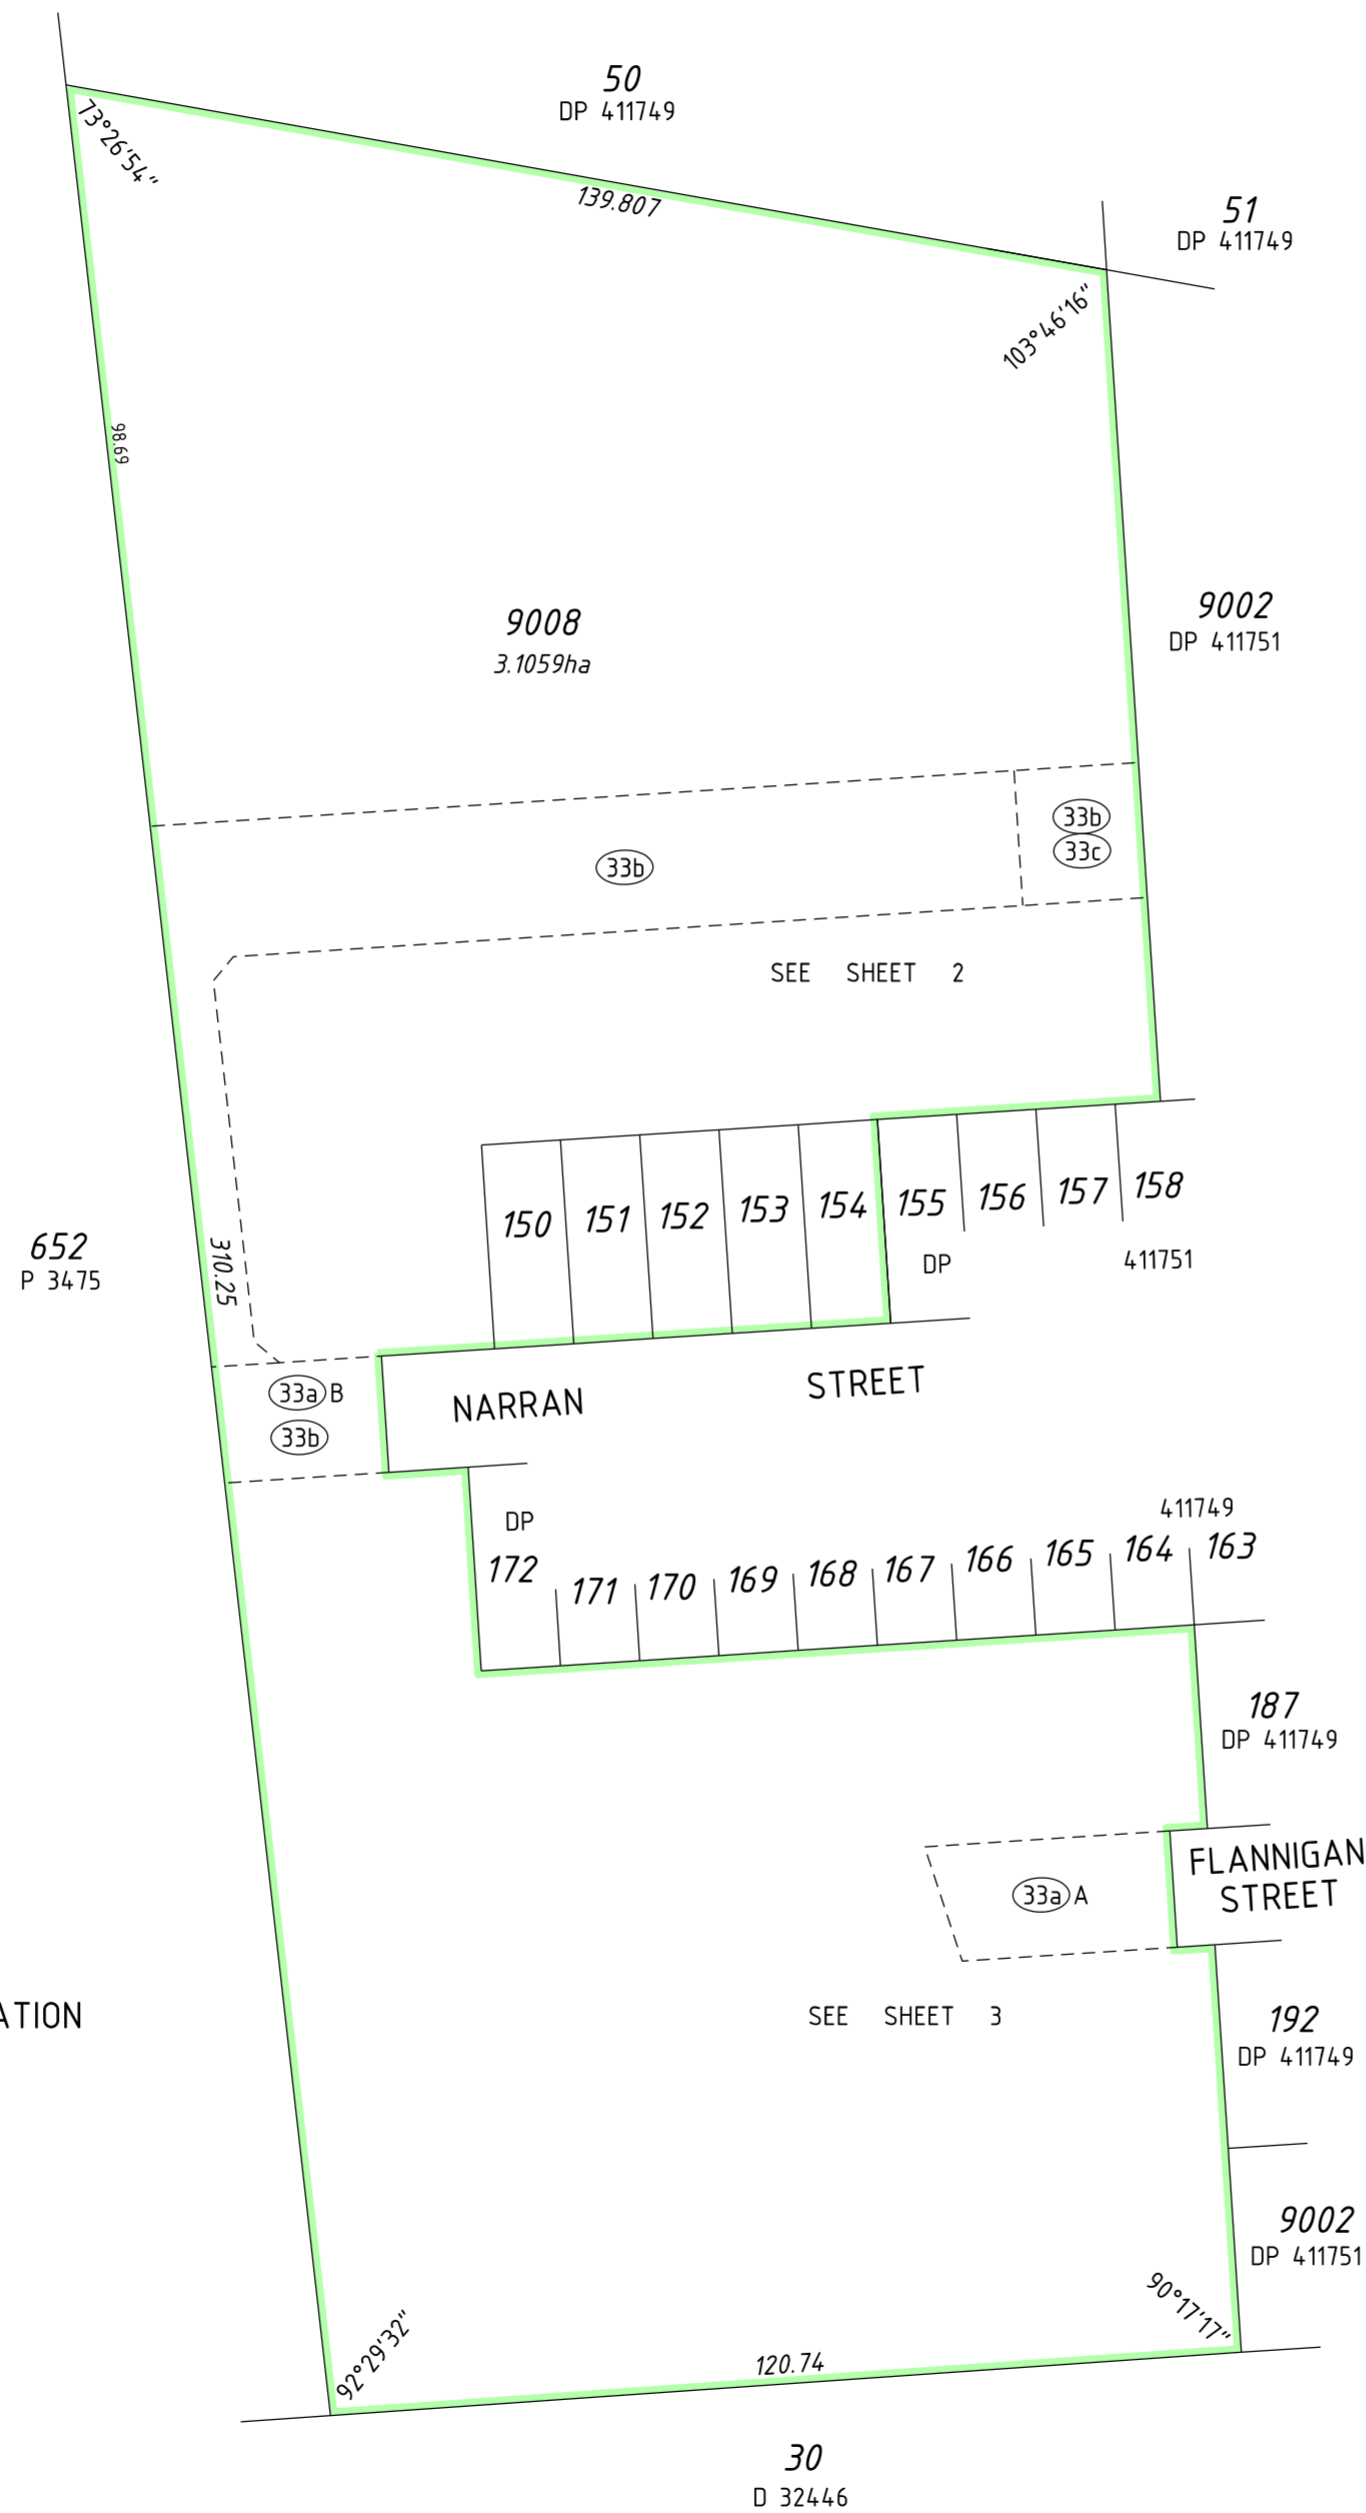 50
DP 411749
73°26'54"
139.807
51
DP 411749
103°46'16"
98.69
9008
3.1059ha
9002
DP 411751
33b
33c
33b
SEE SHEET 2
150 151 152 153 154 155 156 157 158
DP 411751
652
P 3475
310.25
33a B
33b
NARRAN STREET
DP 411749
172 171 170 169 168 167 166 165 164 163
187
DP 411749
FLANNIGAN
STREET
33a A
ATION
SEE SHEET 3
192
DP 411749
9002
DP 411751
90°17'17"
92°29'32"
120.74
30
D 32446